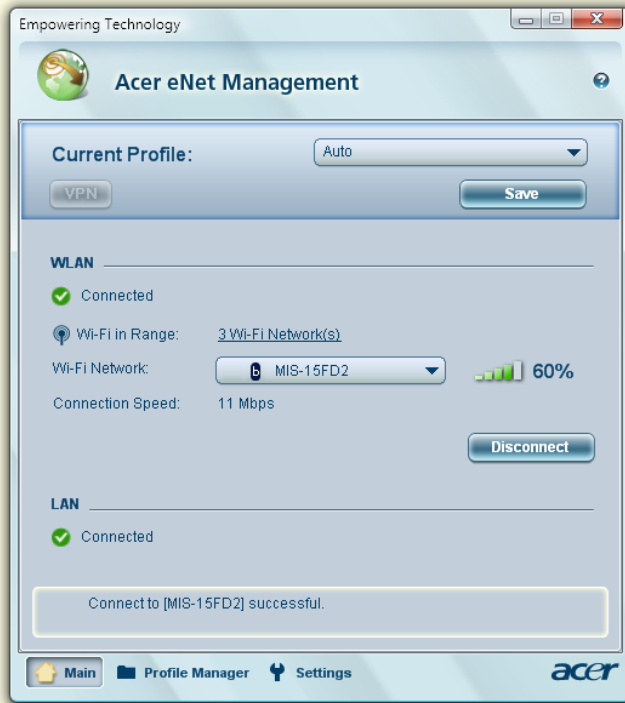 Empowering Technology
Acer eNet Management
Current Profile: Auto
VPN Save
WLAN
Connected
Wi-Fi in Range: 3 Wi-Fi Network(s)
Wi-Fi Network: b MIS-15FD2 60%
Connection Speed: 11 Mbps
Disconnect
LAN
Connected
Connect to [MIS-15FD2] successful.
Main Profile Manager Settings acer